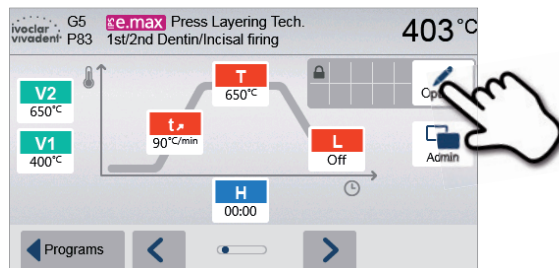 ivoclar vivadent G5 P83
IPS e.max Press Layering Tech.
1st/2nd Dentin/Incisal firing
403°C
V2
650°C
V1
400°C
t↗
90°C/min
T
650°C
L
Off
H
00:00
Admin
Programs